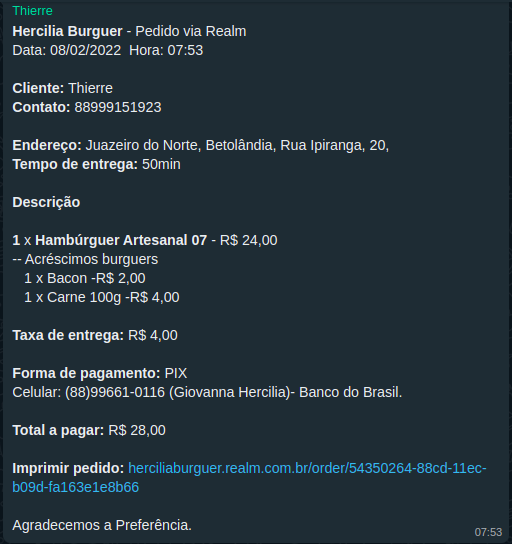 Thierre
Hercilia Burguer - Pedido via Realm
Data: 08/02/2022 Hora: 07:53
Cliente: Thierre
Contato: 88999151923
Endereço: Juazeiro do Norte, Betolândia, Rua Ipiranga, 20,
Tempo de entrega: 50min
Descrição
1 x Hambúrguer Artesanal 07 - R$ 24,00
-- Acréscimos burguers
1 x Bacon -R$ 2,00
1 x Carne 100g -R$ 4,00
Taxa de entrega: R$ 4,00
Forma de pagamento: PIX
Celular: (88)99661-0116 (Giovanna Hercilia)- Banco do Brasil.
Total a pagar: R$ 28,00
Imprimir pedido: herciliaburguer.realm.com.br/order/54350264-88cd-11ec-
b09d-fa163e1e8b66
Agradecemos a Preferência.
07:53